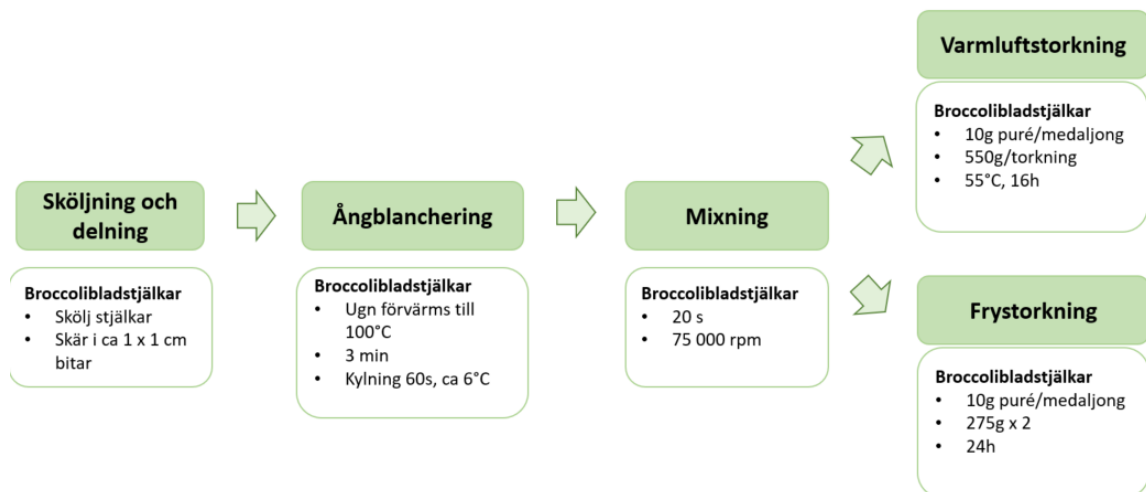 Sköljning och
delning
Broccolibladstjälkar
• Skölj stjälkar
• Skär i ca 1 x 1 cm
bitar
Ångblanchering
Broccolibladstjälkar
• Ugn förvärms till
100°C
• 3 min
• Kylning 60s, ca 6°C
Mixning
Broccolibladstjälkar
• 20 s
• 75 000 rpm
Varmluftstorkning
Broccolibladstjälkar
• 10g puré/medaljong
• 550g/torkning
• 55°C, 16h
Frystorkning
Broccolibladstjälkar
• 10g puré/medaljong
• 275g x 2
• 24h